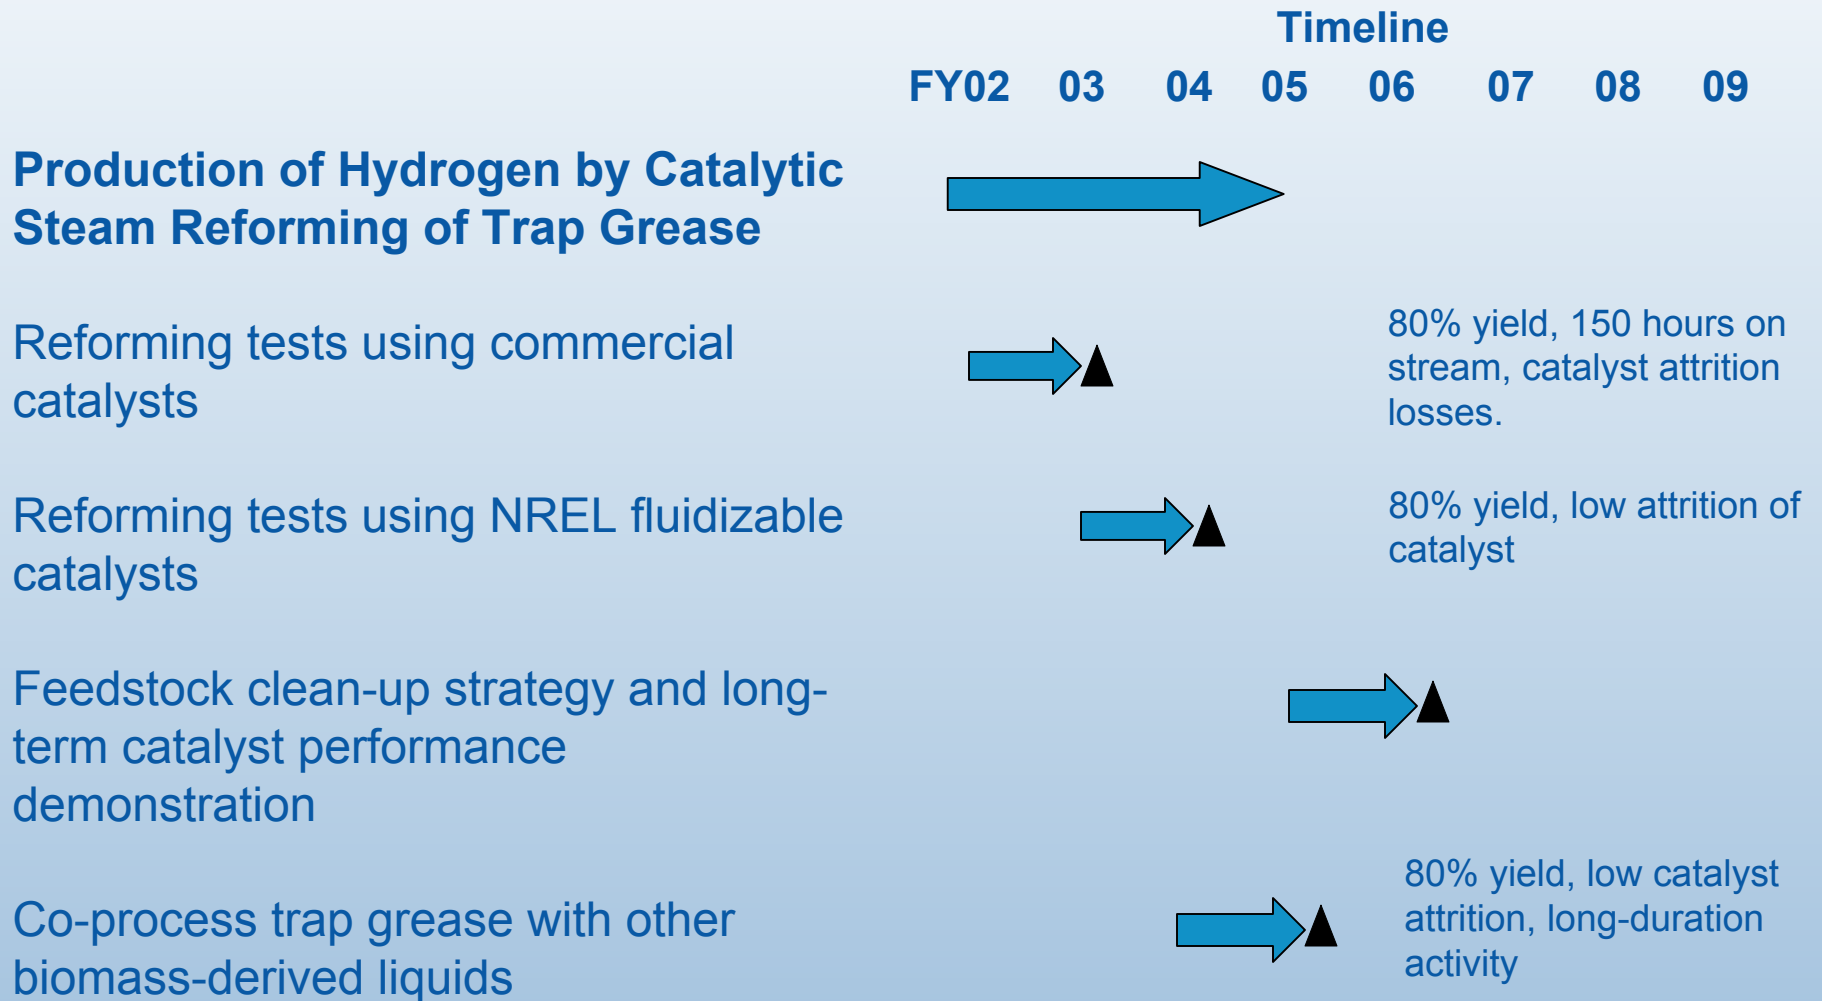 Timeline
FY02 03 04 05 06 07 08 09
Production of Hydrogen by Catalytic
Steam Reforming of Trap Grease
Reforming tests using commercial
catalysts
80% yield, 150 hours on
stream, catalyst attrition
losses.
Reforming tests using NREL fluidizable
catalysts
80% yield, low attrition of
catalyst
Feedstock clean-up strategy and long-
term catalyst performance
demonstration
Co-process trap grease with other
biomass-derived liquids
80% yield, low catalyst
attrition, long-duration
activity